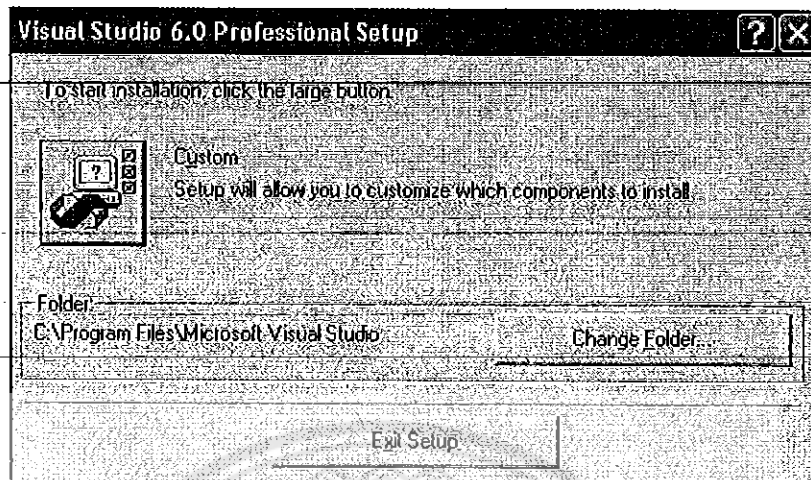 Visual Studio 6.0 Professional Setup
To start installation, click the large button.
Custom
Setup will allow you to customize which components to install.
Folder:
C:\Program Files\Microsoft Visual Studio
Change Folder...
Exit Setup